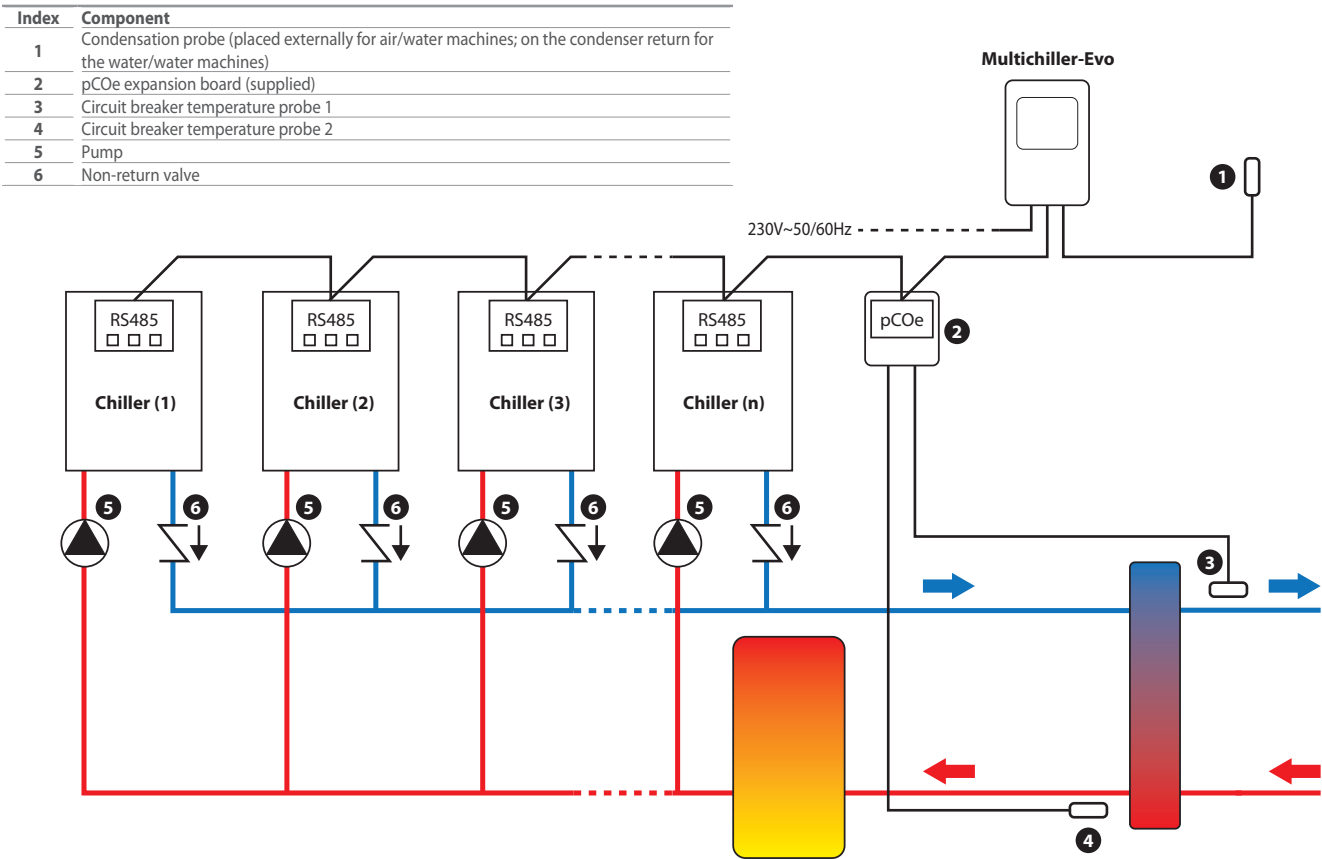 Index Component
1 Condensation probe (placed externally for air/water machines; on the condenser return for
the water/water machines)
2 pCOe expansion board (supplied)
3 Circuit breaker temperature probe 1
4 Circuit breaker temperature probe 2
5 Pump
6 Non-return valve
Multichiller-Evo
1
230V~50/60Hz
RS485
RS485
RS485
RS485
pCOe
2
Chiller (1)
Chiller (2)
Chiller (3)
Chiller (n)
5
6
5
6
5
6
5
6
3
4